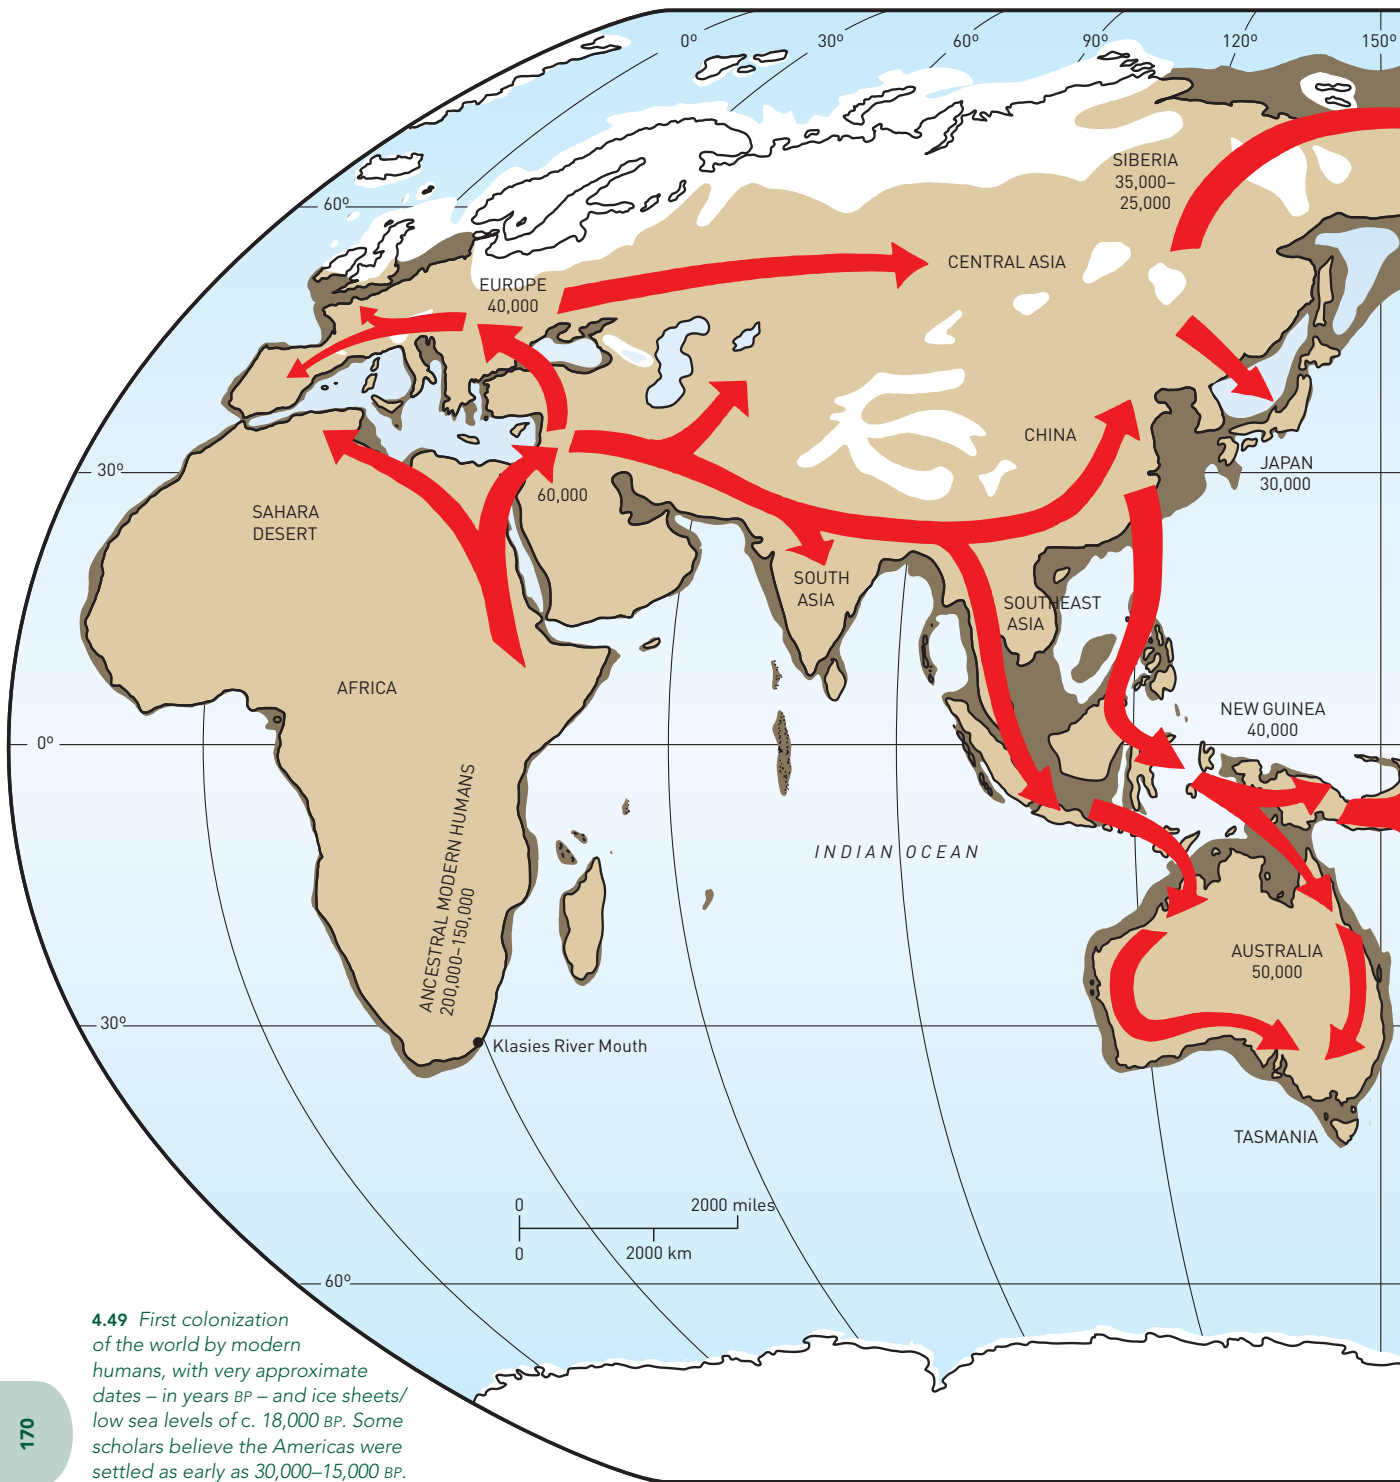 0º
30º
60º
90º
120º
150º
60º
SIBERIA
35,000–
25,000
CENTRAL ASIA
EUROPE
40,000
CHINA
30º
JAPAN
30,000
60,000
SAHARA
DESERT
SOUTH
ASIA
SOUTHEAST
ASIA
AFRICA
NEW GUINEA
40,000
0º
ANCESTRAL MODERN HUMANS
200,000–150,000
INDIAN OCEAN
AUSTRALIA
50,000
30º
Klasies River Mouth
TASMANIA
0
2000 miles
0
2000 km
60º
4.49 First colonization
of the world by modern
humans, with very approximate
dates – in years BP – and ice sheets/
low sea levels of c. 18,000 BP. Some
scholars believe the Americas were
settled as early as 30,000–15,000 BP.
170